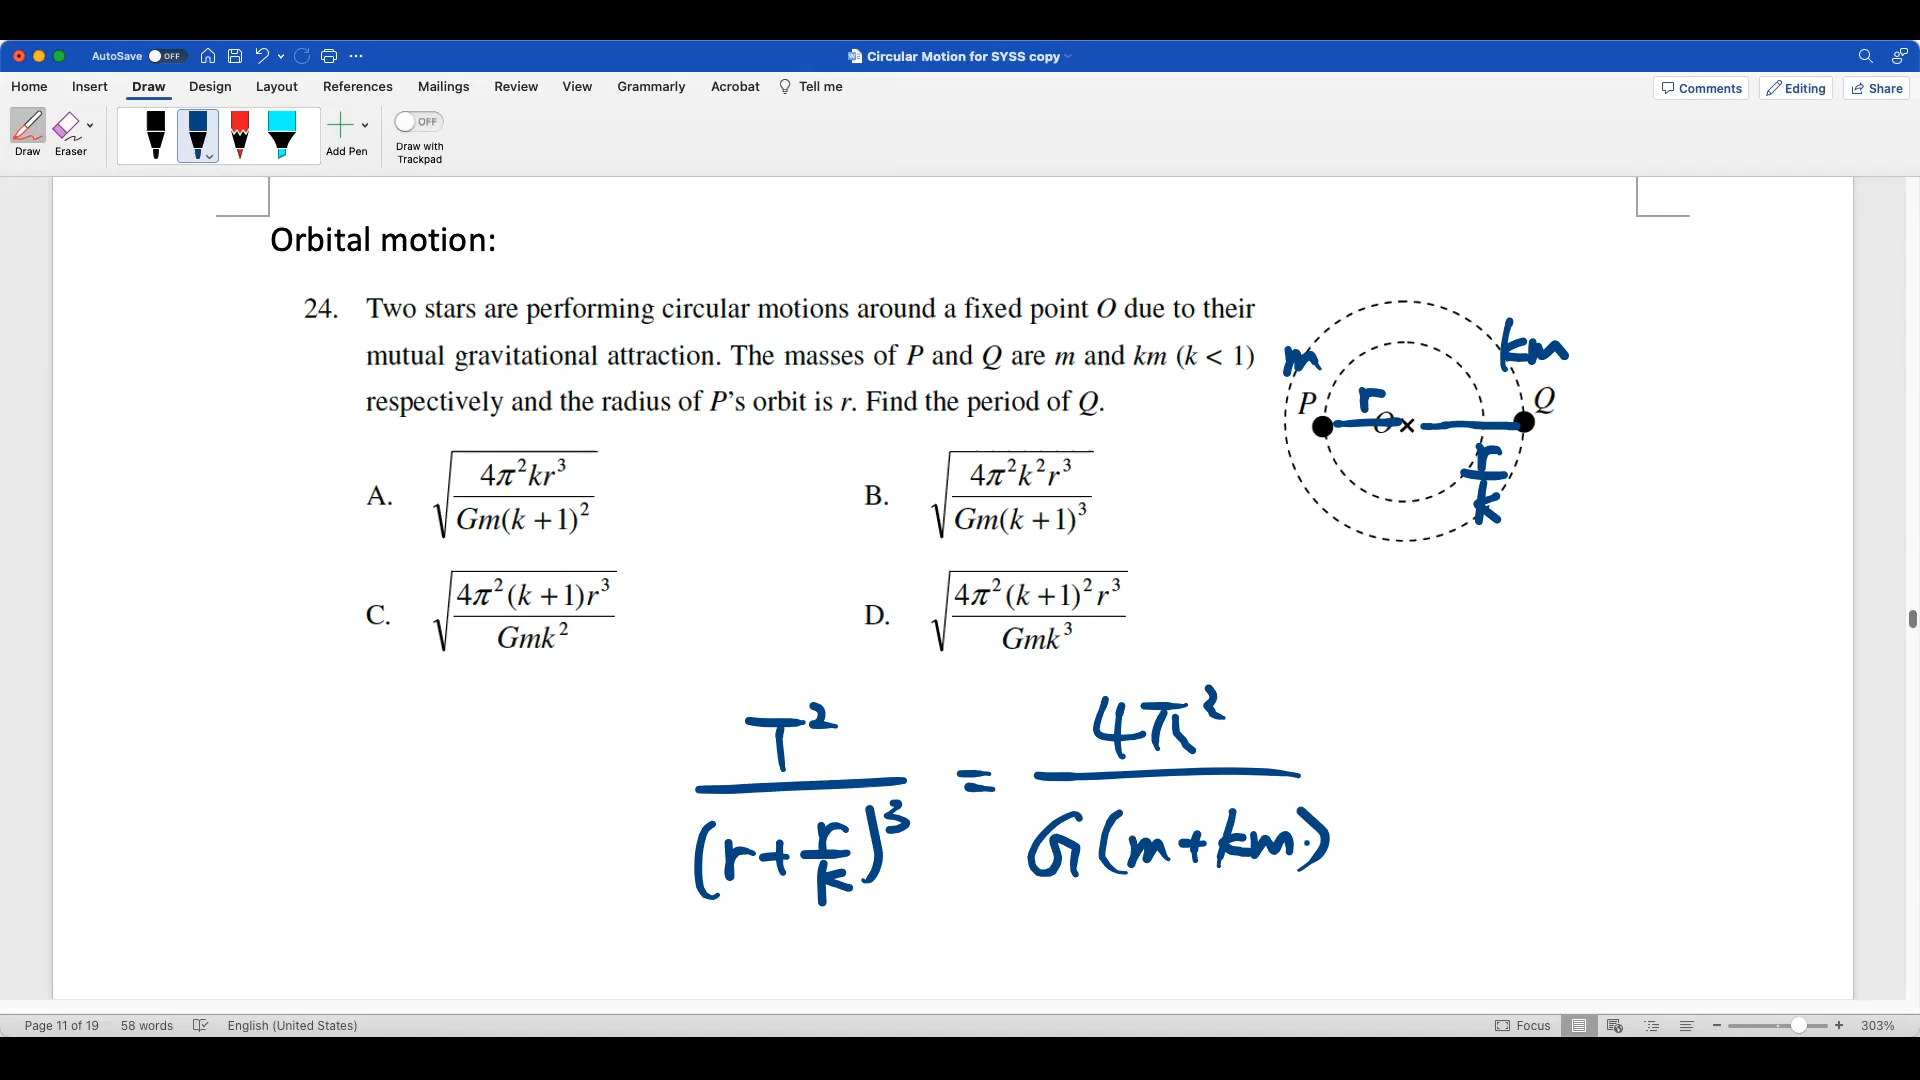 AutoSave OFF
Circular Motion for SYSS copy
Home Insert Draw Design Layout References Mailings Review View Grammarly Acrobat Tell me
Comments Editing Share
Draw Eraser Add Pen OFF Draw with Trackpad
Orbital motion:
24. Two stars are performing circular motions around a fixed point O due to their
mutual gravitational attraction. The masses of P and Q are m and km (k < 1)
respectively and the radius of P's orbit is r. Find the period of Q.
m km
P r O Q
r/k
A. √(4π²kr³ / Gm(k + 1)²) B. √(4π²k²r³ / Gm(k + 1)³)
C. √(4π²(k + 1)r³ / Gmk²) D. √(4π²(k + 1)²r³ / Gmk³)
T² / (r + r/k)³ = 4π² / G(m + km)
Page 11 of 19 58 words English (United States) Focus 303%